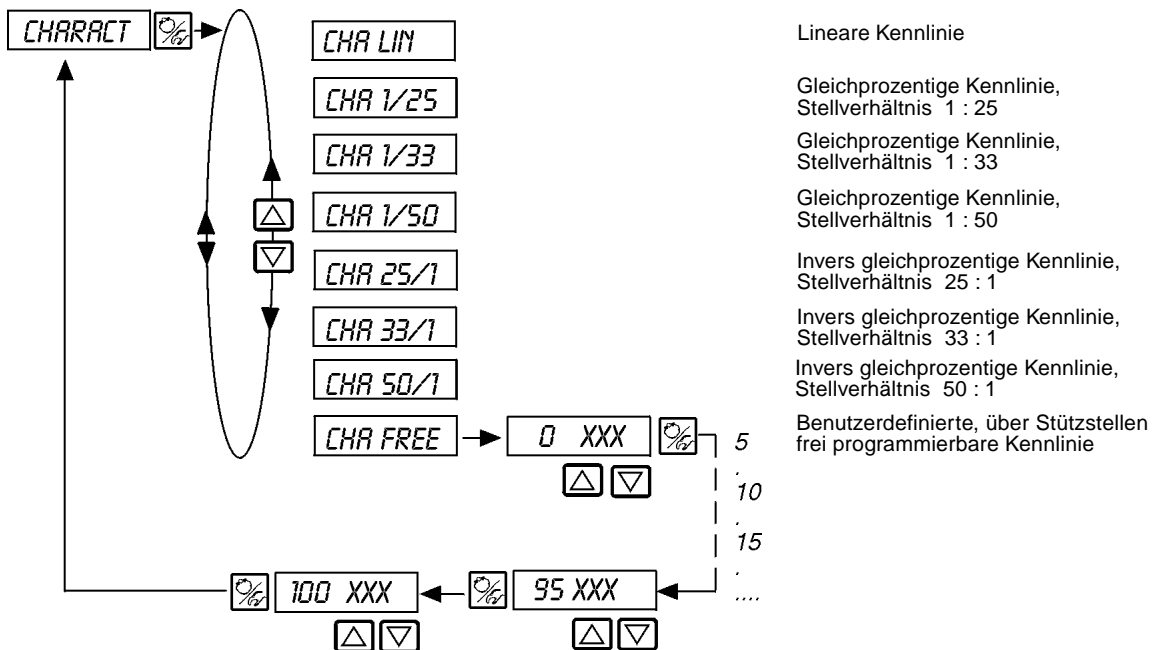 CHARACT
CHA LIN
Lineare Kennlinie
CHA 1/25
Gleichprozentige Kennlinie,
Stellverhältnis 1 : 25
CHA 1/33
Gleichprozentige Kennlinie,
Stellverhältnis 1 : 33
CHA 1/50
Gleichprozentige Kennlinie,
Stellverhältnis 1 : 50
CHA 25/1
Invers gleichprozentige Kennlinie,
Stellverhältnis 25 : 1
CHA 33/1
Invers gleichprozentige Kennlinie,
Stellverhältnis 33 : 1
CHA 50/1
Invers gleichprozentige Kennlinie,
Stellverhältnis 50 : 1
CHA FREE
0 XXX
Benutzerdefinierte, über Stützstellen
frei programmierbare Kennlinie
5
.
10
.
15
.
....
95 XXX
100 XXX